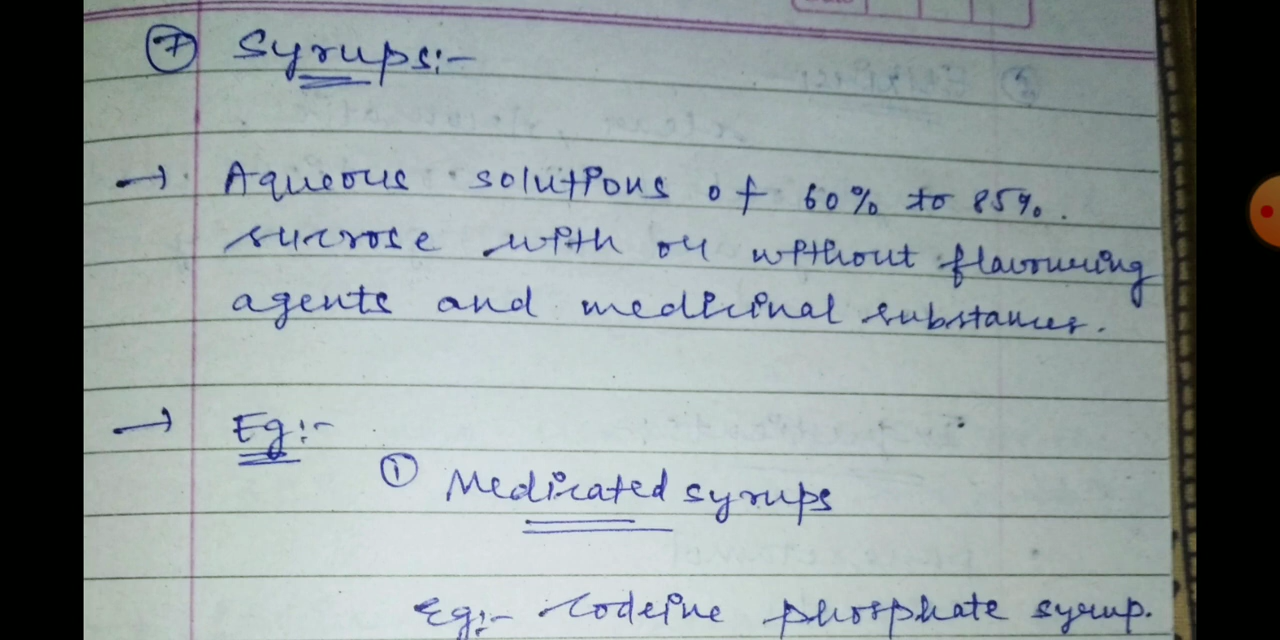 ⑦ Syrups:-
→ Aqueous solutions of 60% to 85%.
sucrose with or without flavouring
agents and medicinal substances.
→ Eg:-
① Medicated syrups
Eg:- Codeine phosphate syrup.